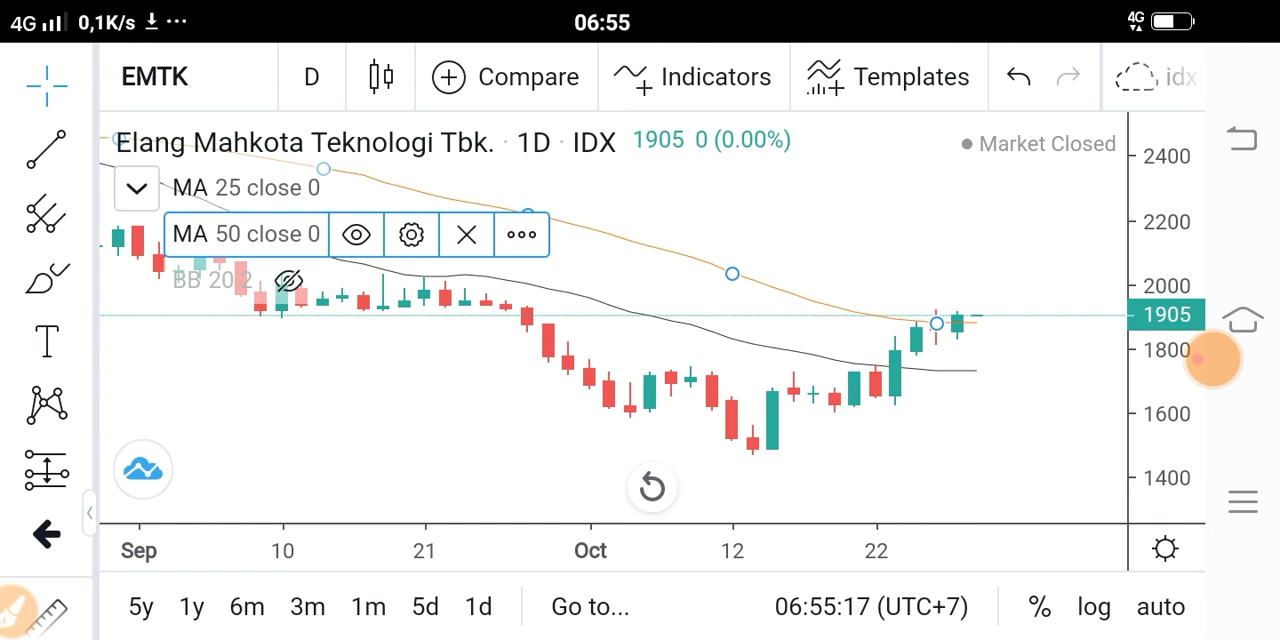 4G 0,1K/s ... 06:55 4G
EMTK D Compare Indicators Templates idx
Elang Mahkota Teknologi Tbk. · 1D · IDX 1905 0 (0.00%) Market Closed
MA 25 close 0
MA 50 close 0
BB 20 2
2400
2200
2000
1905
1800
1600
1400
Sep 10 21 Oct 12 22
5y 1y 6m 3m 1m 5d 1d Go to... 06:55:17 (UTC+7) % log auto